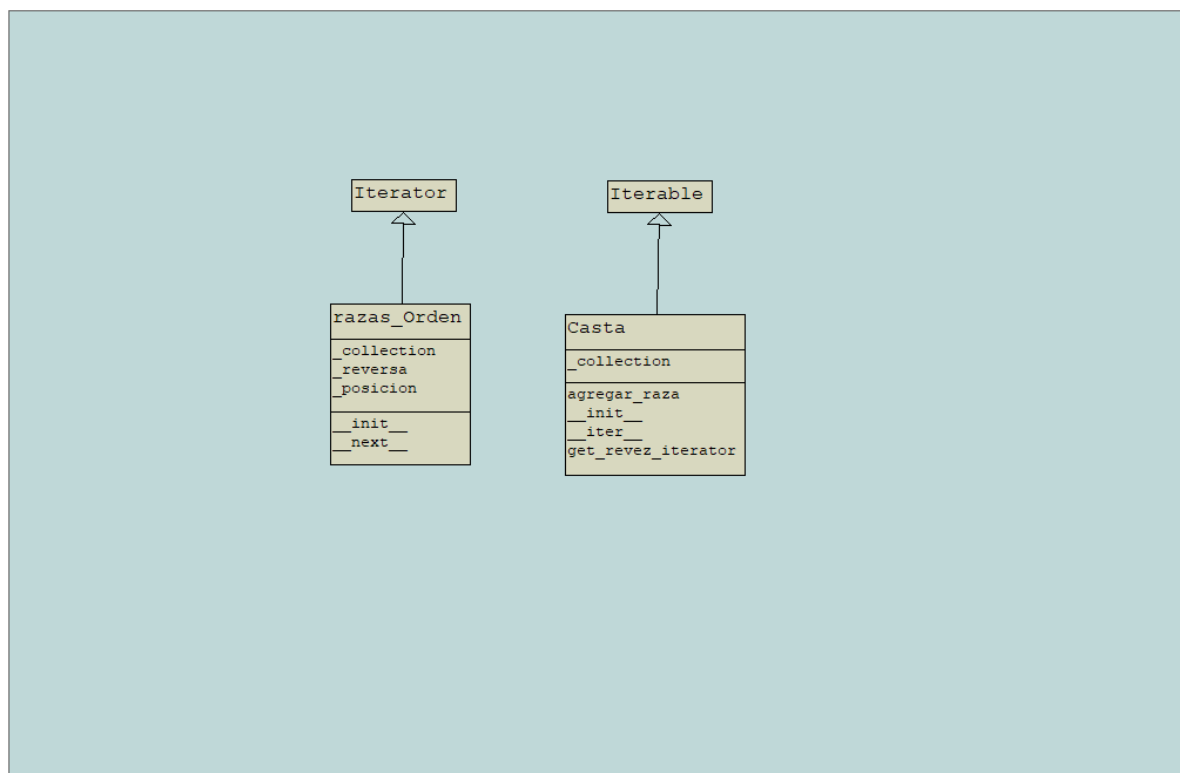 Iterator
razas_Orden
_collection
_reversa
_posicion
__init__
__next__
Iterable
Casta
_collection
agregar_raza
__init__
__iter__
get_revez_iterator